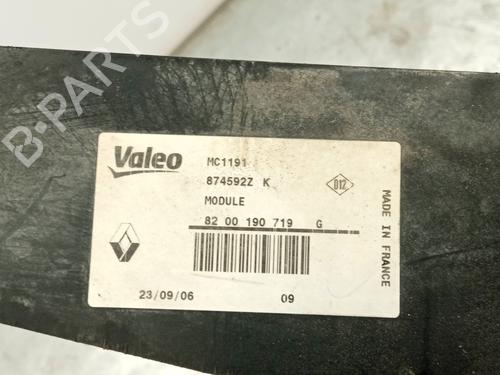 B-PARTS
Valeo
MC1191
874592Z K
D12
MODULE
82 00 190 719 G
23/09/06 09
MADE IN FRANCE